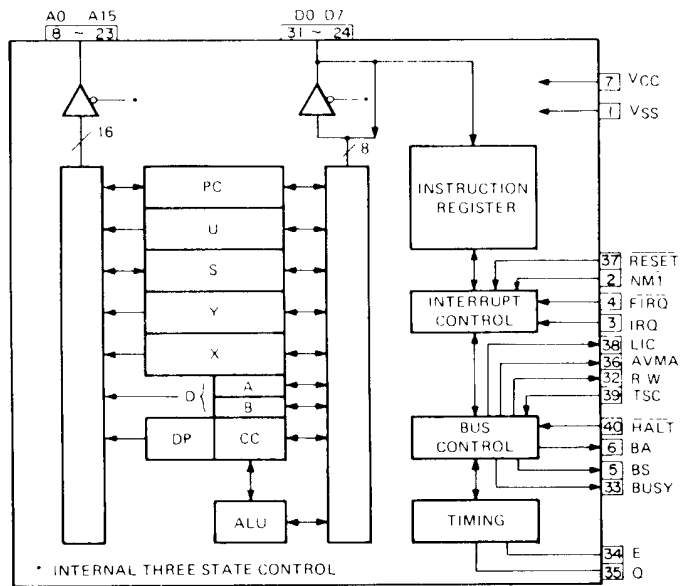 A0 A15
8 ~ 23
D0 D7
31 ~ 24
16
8
7 VCC
1 VSS
PC
U
S
Y
X
D{
A
B
DP
CC
ALU
INSTRUCTION
REGISTER
INTERRUPT
CONTROL
BUS
CONTROL
TIMING
37 RESET
2 NMI
4 FIRQ
3 IRQ
38 LIC
36 AVMA
32 R W
39 TSC
40 HALT
6 BA
5 BS
33 BUSY
34 E
35 Q
* INTERNAL THREE STATE CONTROL